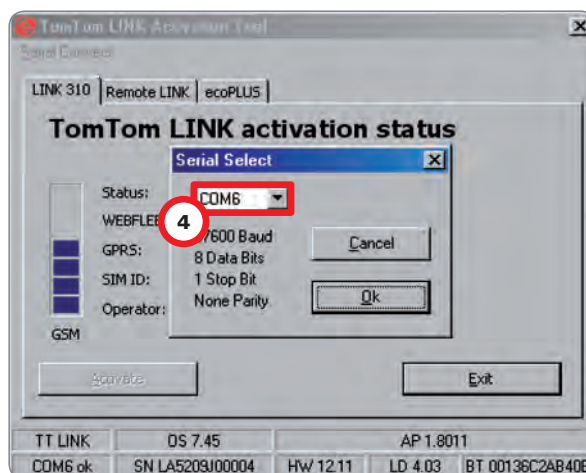 TomTom LINK Activation Tool
Serial Connect
LINK 310 Remote LINK ecoPLUS
TomTom LINK activation status
Serial Select
Status:
COM6
WEBFLEE
4
7600 Baud
Cancel
GPRS:
8 Data Bits
SIM ID:
1 Stop Bit
Ok
Operator:
None Parity
GSM
Activate
Exit
TT LINK OS 7.45 AP 1.8011
COM6 ok SN LA5209J00004 HW 12.11 LD 4.03 BT 00136C2AB40B